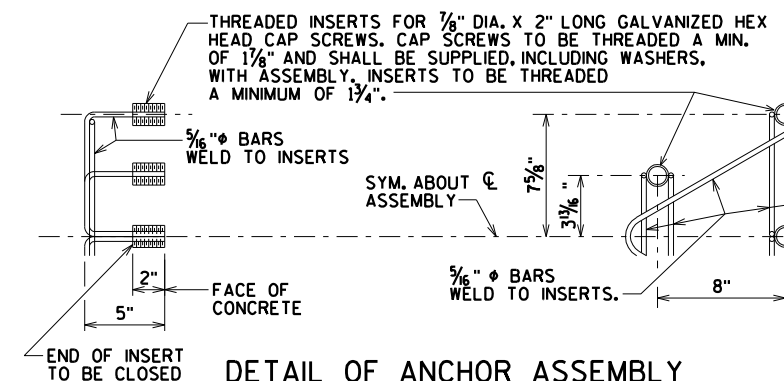 THREADED INSERTS FOR 7/8" DIA. X 2" LONG GALVANIZED HEX
HEAD CAP SCREWS. CAP SCREWS TO BE THREADED A MIN.
OF 1 7/8" AND SHALL BE SUPPLIED, INCLUDING WASHERS,
WITH ASSEMBLY. INSERTS TO BE THREADED
A MINIMUM OF 1 3/4".
5/16" ø BARS
WELD TO INSERTS
SYM. ABOUT ℄
ASSEMBLY
7 5/8"
3 13/16"
5/16" ø BARS
WELD TO INSERTS.
8"
2"
5"
FACE OF
CONCRETE
END OF INSERT
TO BE CLOSED
DETAIL OF ANCHOR ASSEMBLY